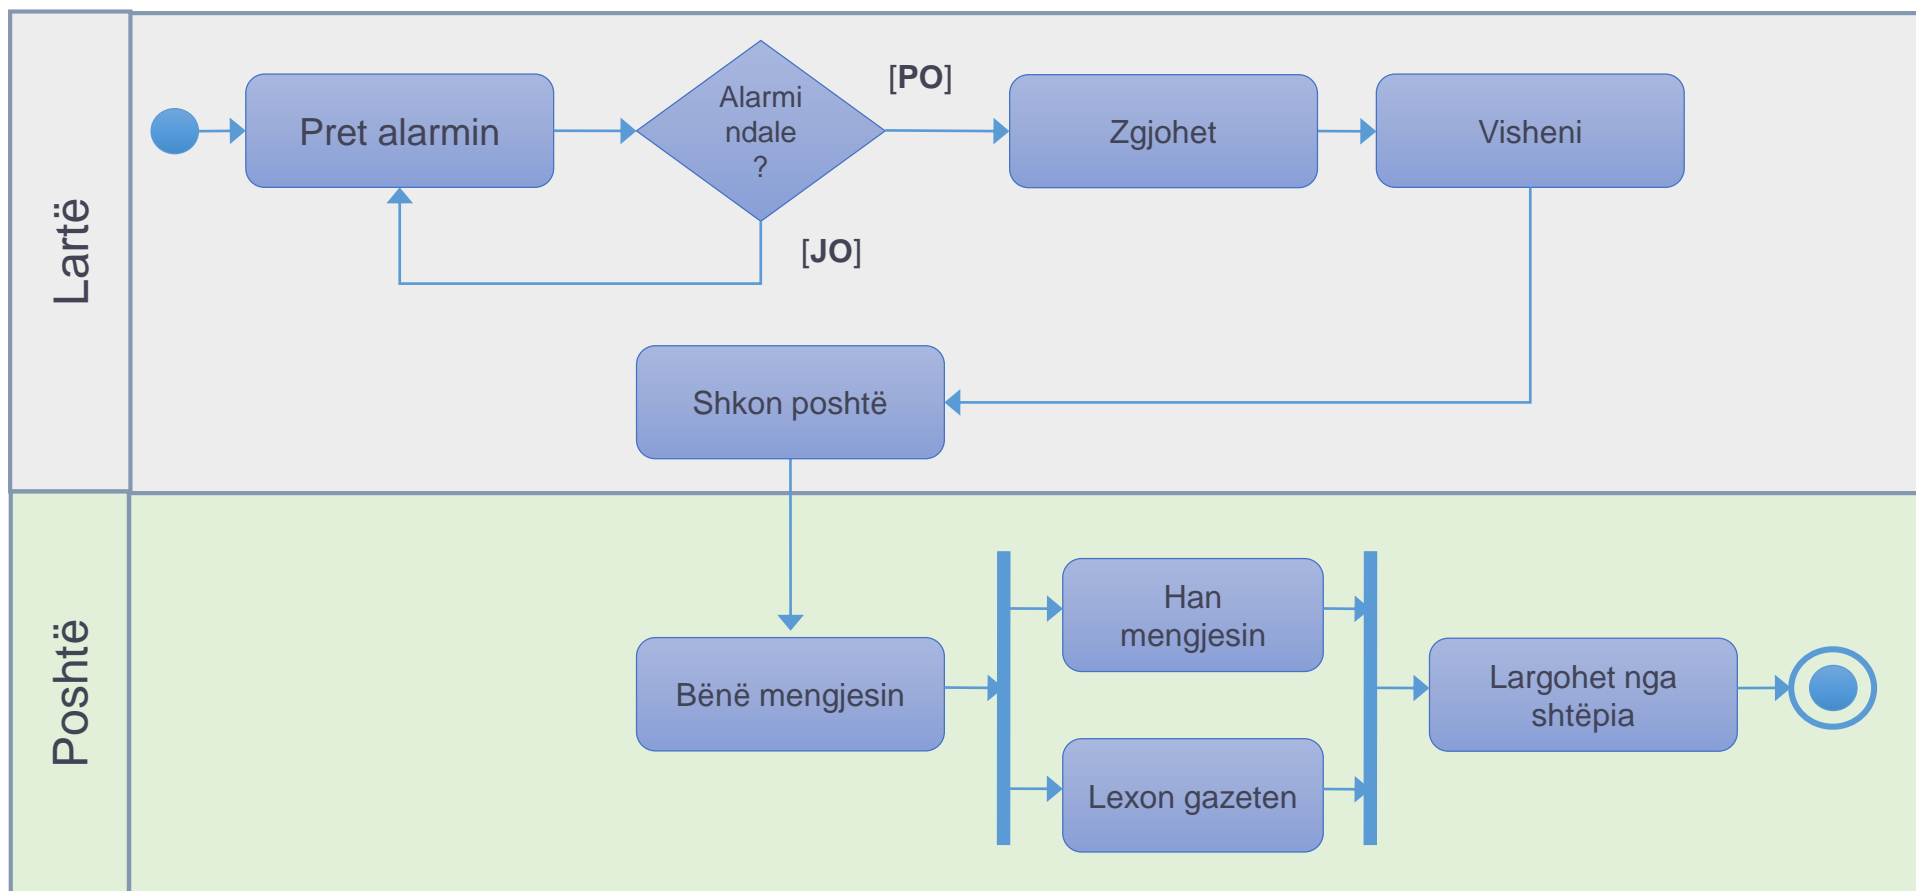 Lartë
Pret alarmin
Alarmi
ndale
?
[PO]
[JO]
Zgjohet
Visheni
Shkon poshtë
Poshtë
Bënë mengjesin
Han
mengjesin
Lexon gazeten
Largohet nga
shtëpia